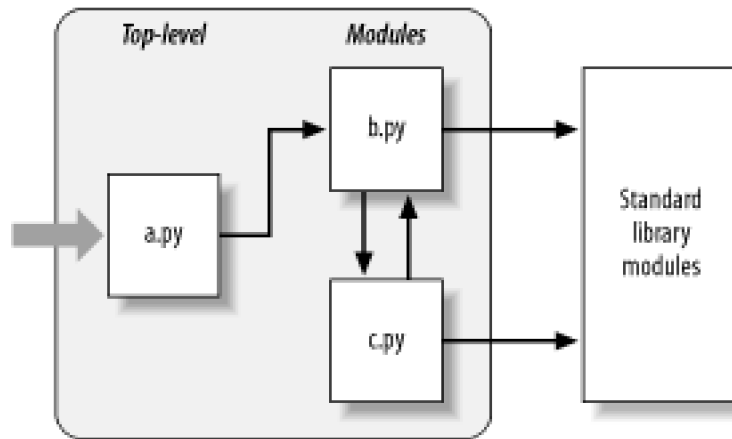 Top-level
Modules
b.py
a.py
c.py
Standard
library
modules